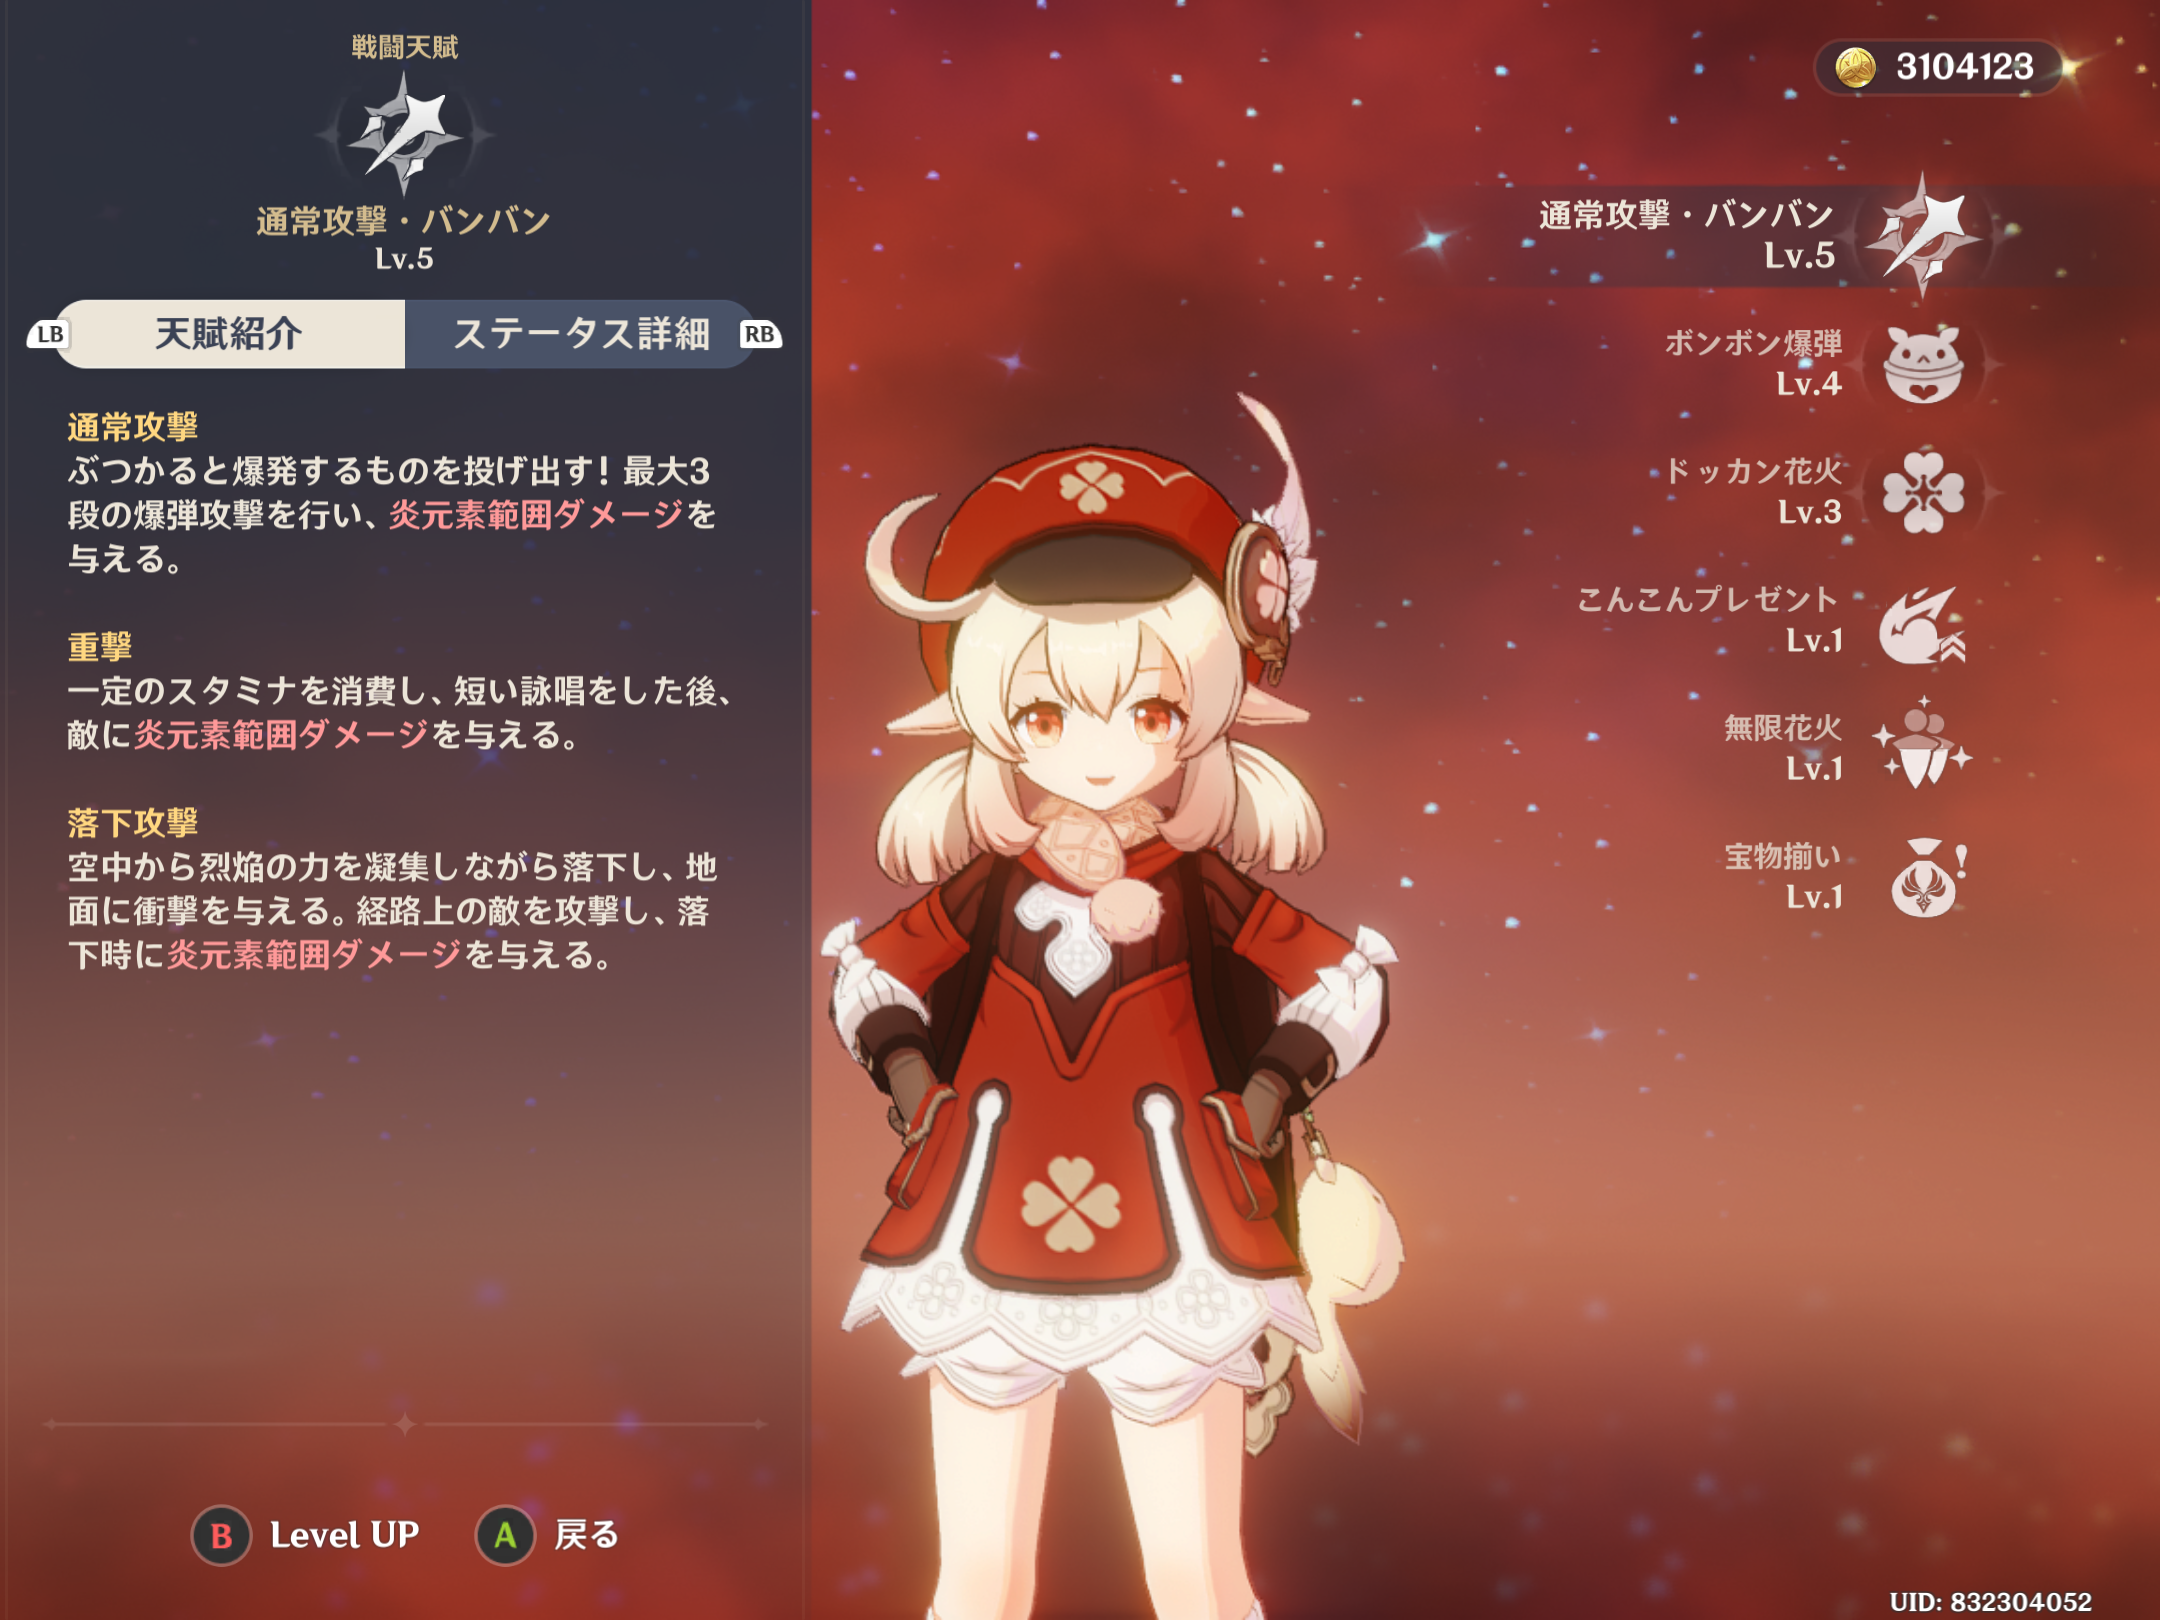 戦闘天賦
通常攻撃・バンバン
Lv.5
LB
天賦紹介
ステータス詳細
RB
通常攻撃
ぶつかると爆発するものを投げ出す！最大3
段の爆弾攻撃を行い、炎元素範囲ダメージを
与える。
重撃
一定のスタミナを消費し、短い詠唱をした後、
敵に炎元素範囲ダメージを与える。
落下攻撃
空中から烈焔の力を凝集しながら落下し、地
面に衝撃を与える。経路上の敵を攻撃し、落
下時に炎元素範囲ダメージを与える。
B Level UP
A 戻る
3104123
通常攻撃・バンバン
Lv.5
ボンボン爆弾
Lv.4
ドッカン花火
Lv.3
こんこんプレゼント
Lv.1
無限花火
Lv.1
宝物揃い
Lv.1
UID: 832304052